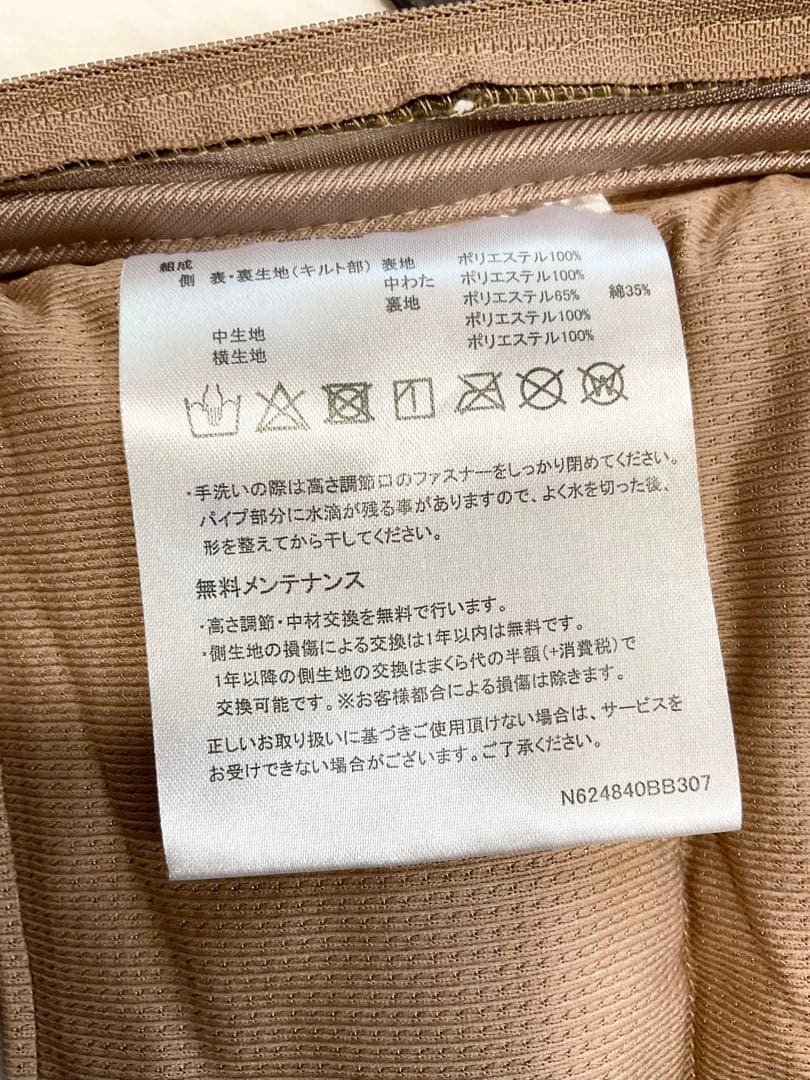 組成
側 表・裏生地(キルト部) 表地 ポリエステル100%
中わた ポリエステル100%
裏地 ポリエステル65% 綿35%
中生地 ポリエステル100%
横生地 ポリエステル100%
・手洗いの際は高さ調節口のファスナーをしっかり閉めてください。
パイプ部分に水滴が残る事がありますので、よく水を切った後、
形を整えてから干してください。
無料メンテナンス
・高さ調節・中材交換を無料で行います。
・側生地の損傷による交換は1年以内は無料です。
1年以降の側生地の交換はまくら代の半額(+消費税)で
交換可能です。※お客様都合による損傷は除きます。
正しいお取り扱いに基づきご使用頂けない場合は、サービスを
お受けできない場合がございます。ご了承ください。
N624840BB307